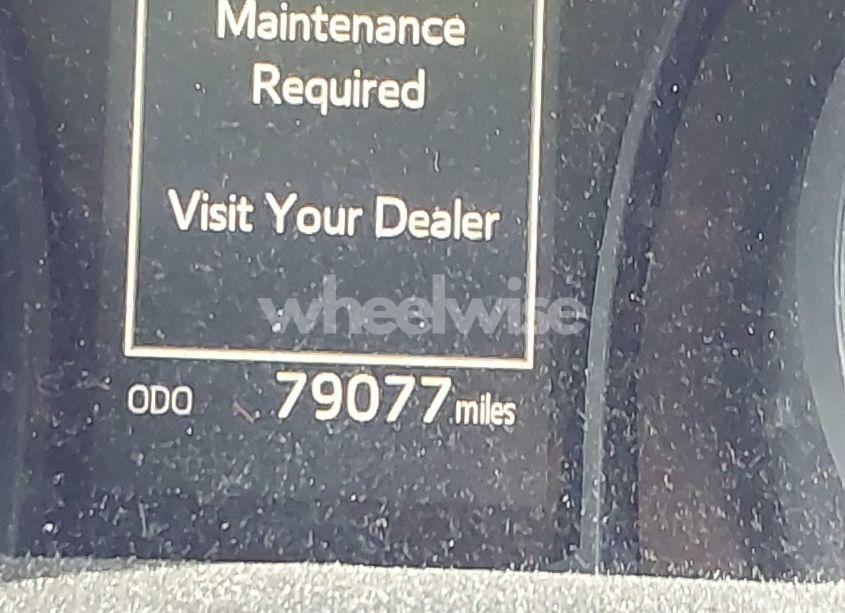 Maintenance
Required
Visit Your Dealer
wheelwise
ODO 79077 miles